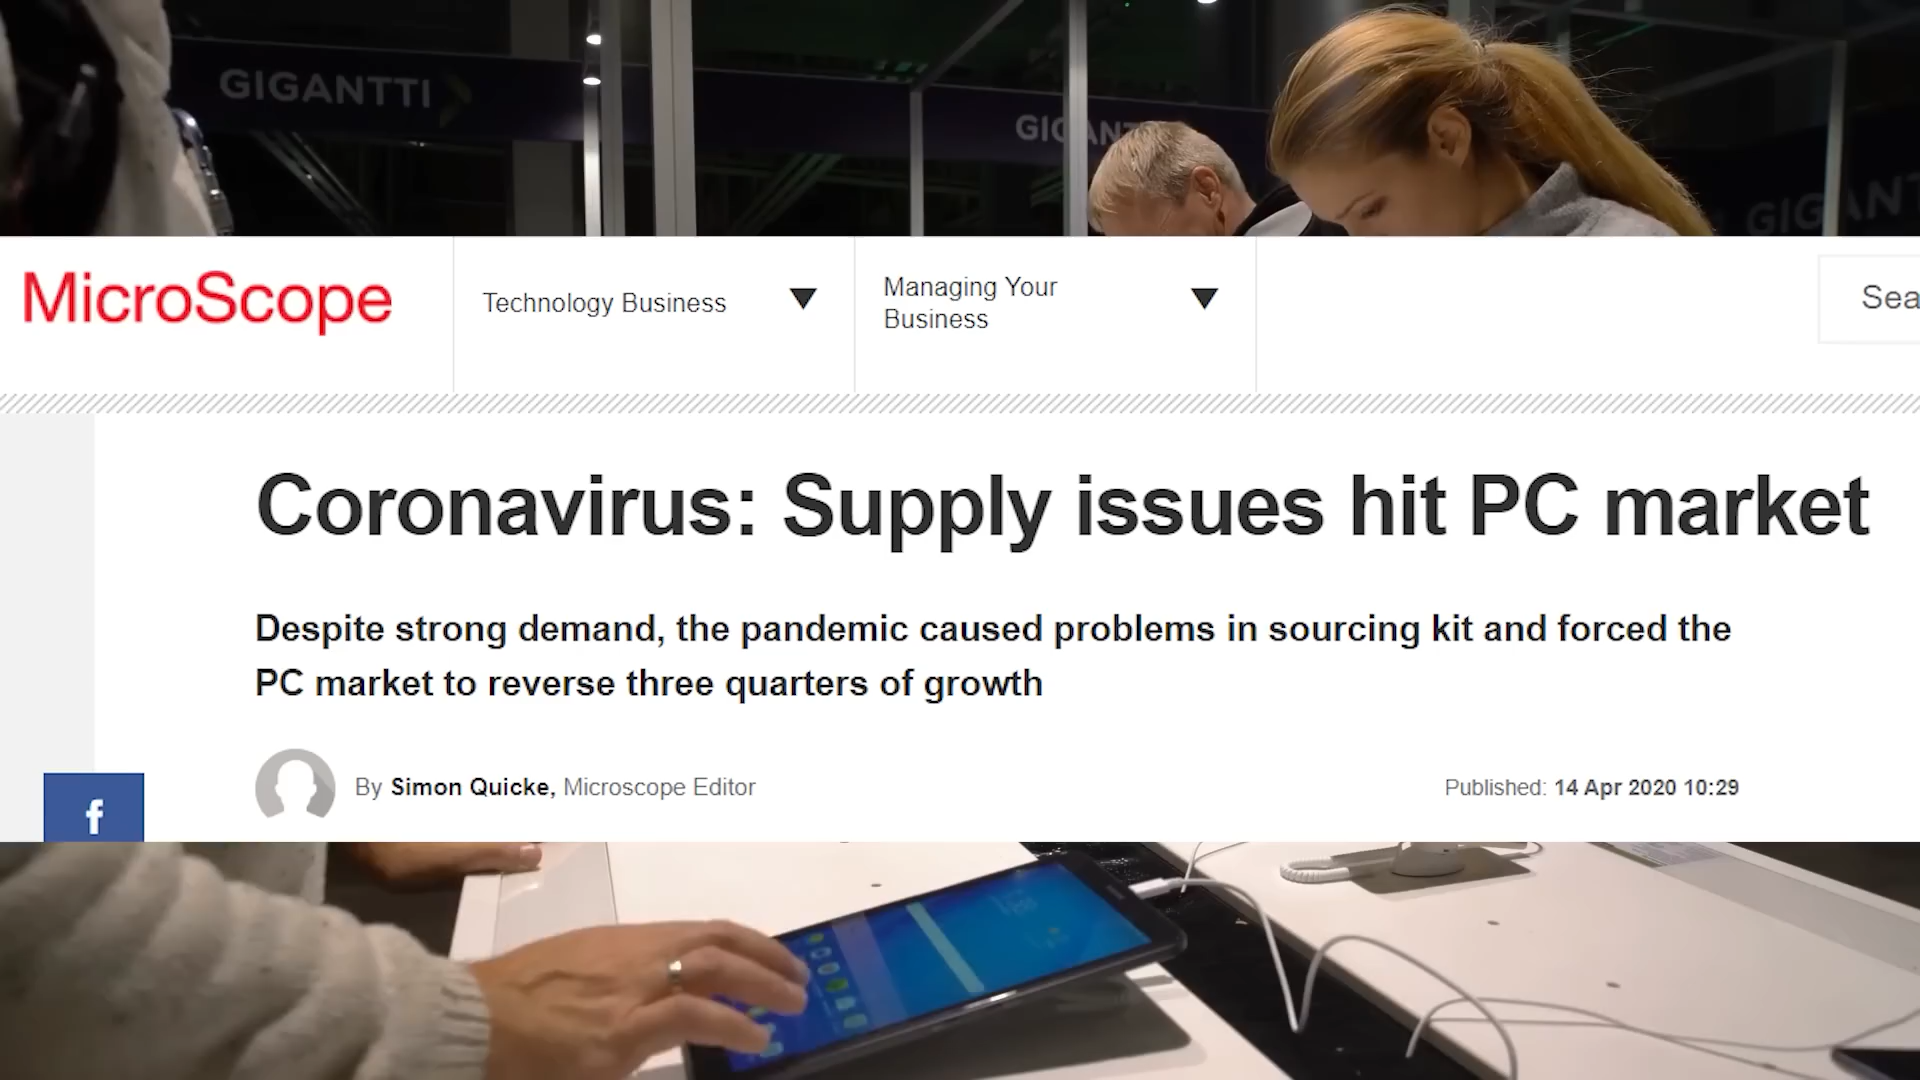 GIGANTTI
MicroScope
Technology Business
Managing Your
Business
Coronavirus: Supply issues hit PC market
Despite strong demand, the pandemic caused problems in sourcing kit and forced the
PC market to reverse three quarters of growth
By Simon Quicke, Microscope Editor
Published: 14 Apr 2020 10:29
f